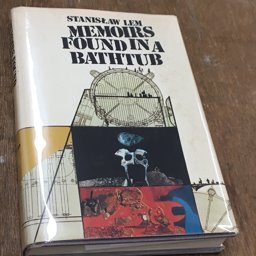 STANISŁAW LEM
MEMOIRS
FOUND IN A
BATHTUB